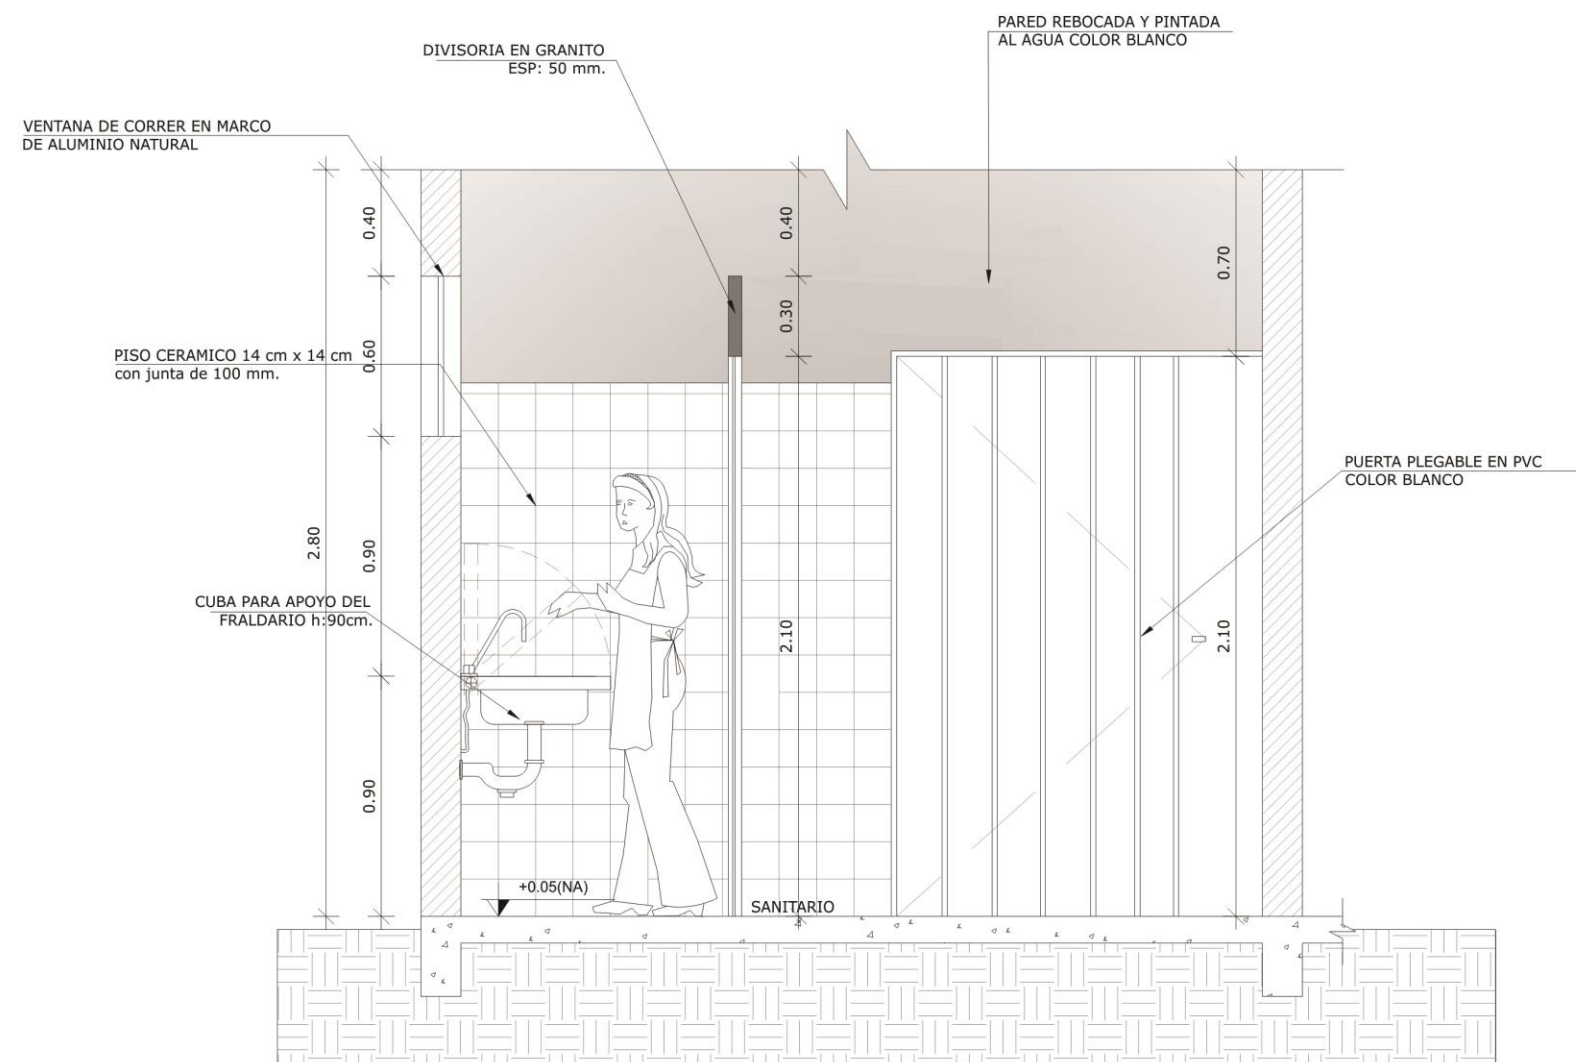 PARED REBOCADA Y PINTADA
AL AGUA COLOR BLANCO
DIVISORIA EN GRANITO
ESP: 50 mm.
VENTANA DE CORRER EN MARCO
DE ALUMINIO NATURAL
0.40
0.40
0.70
0.30
PISO CERAMICO 14 cm x 14 cm
con junta de 100 mm.
0.60
PUERTA PLEGABLE EN PVC
COLOR BLANCO
2.80
0.90
CUBA PARA APOYO DEL
FRALDARIO h:90cm.
2.10
2.10
0.90
+0.05(NA)
SANITARIO